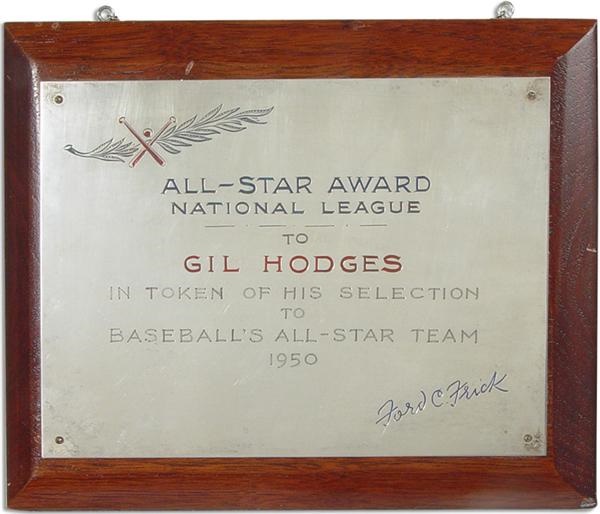 ALL-STAR AWARD
NATIONAL LEAGUE
TO
GIL HODGES
IN TOKEN OF HIS SELECTION
TO
BASEBALL'S ALL-STAR TEAM
1950
Ford C. Frick